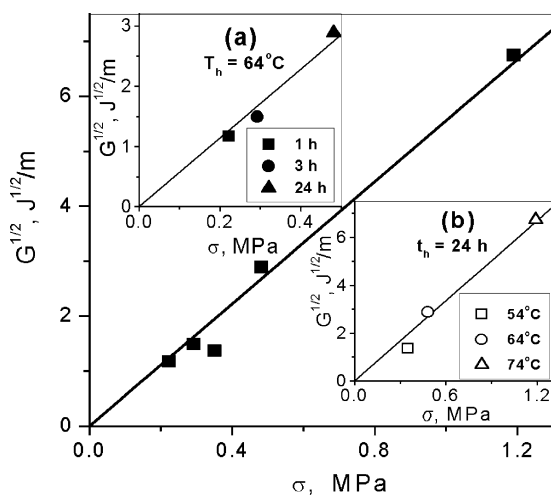 (a)
T_h = 64°C
G^1/2, J^1/2/m
3
2
1
0
0.0
0.4
σ, MPa
1 h
3 h
24 h
(b)
t_h = 24 h
G^1/2, J^1/2/m
6
4
2
0
0.0
0.6
1.2
σ, MPa
54°C
64°C
74°C
G^1/2, J^1/2/m
6
4
2
0
0.0
0.4
0.8
1.2
σ, MPa